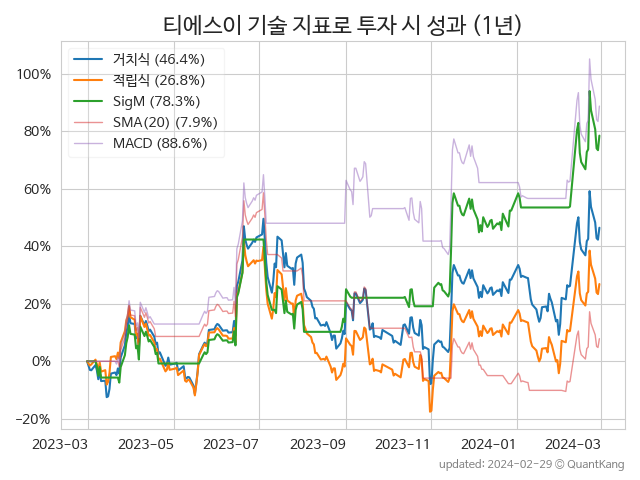 티에스이 기술 지표로 투자 시 성과 (1년)
거치식 (46.4%)
적립식 (26.8%)
SigM (78.3%)
SMA(20) (7.9%)
MACD (88.6%)
100%
80%
60%
40%
20%
0%
−20%
2023-03 2023-05 2023-07 2023-09 2023-11 2024-01 2024-03
updated: 2024-02-29 © QuantKang